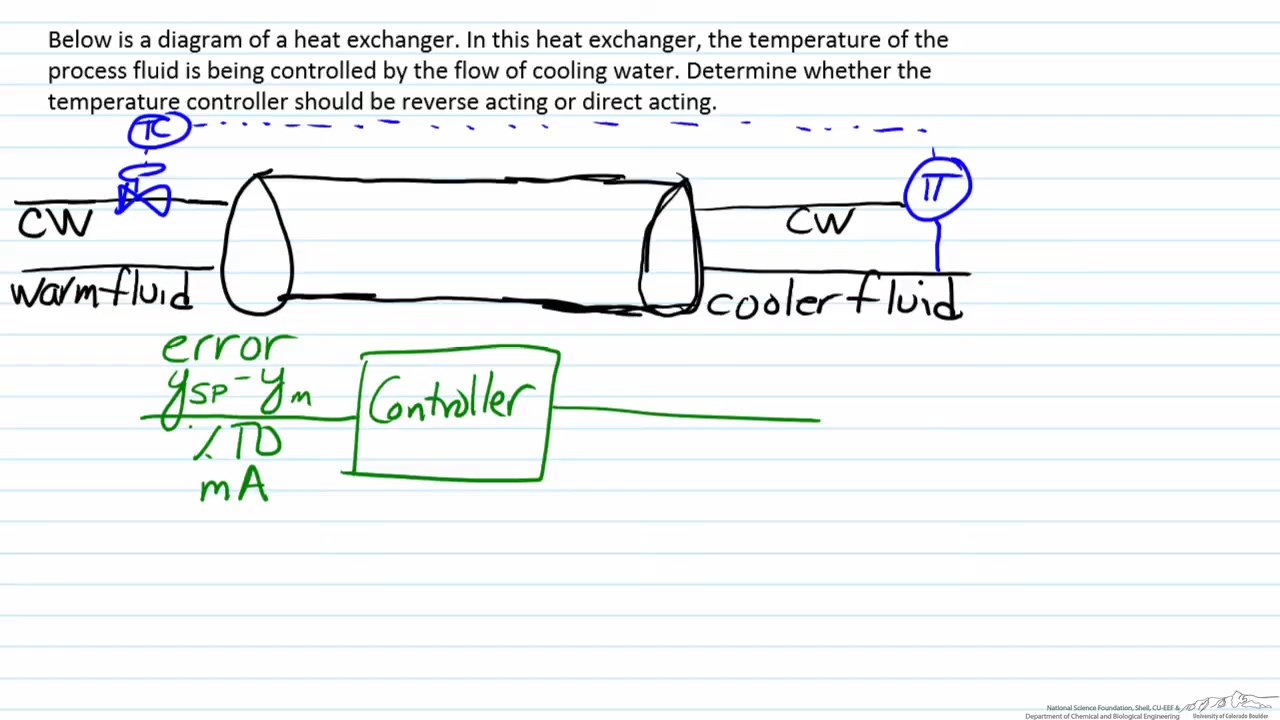 Below is a diagram of a heat exchanger. In this heat exchanger, the temperature of the
process fluid is being controlled by the flow of cooling water. Determine whether the
temperature controller should be reverse acting or direct acting.
TC
TT
CW
CW
warm fluid
cooler fluid
error
ysp - ym
Controller
% TO
mA
National Science Foundation, Shell, CU-EEF &
Department of Chemical and Biological Engineering
University of Colorado Boulder